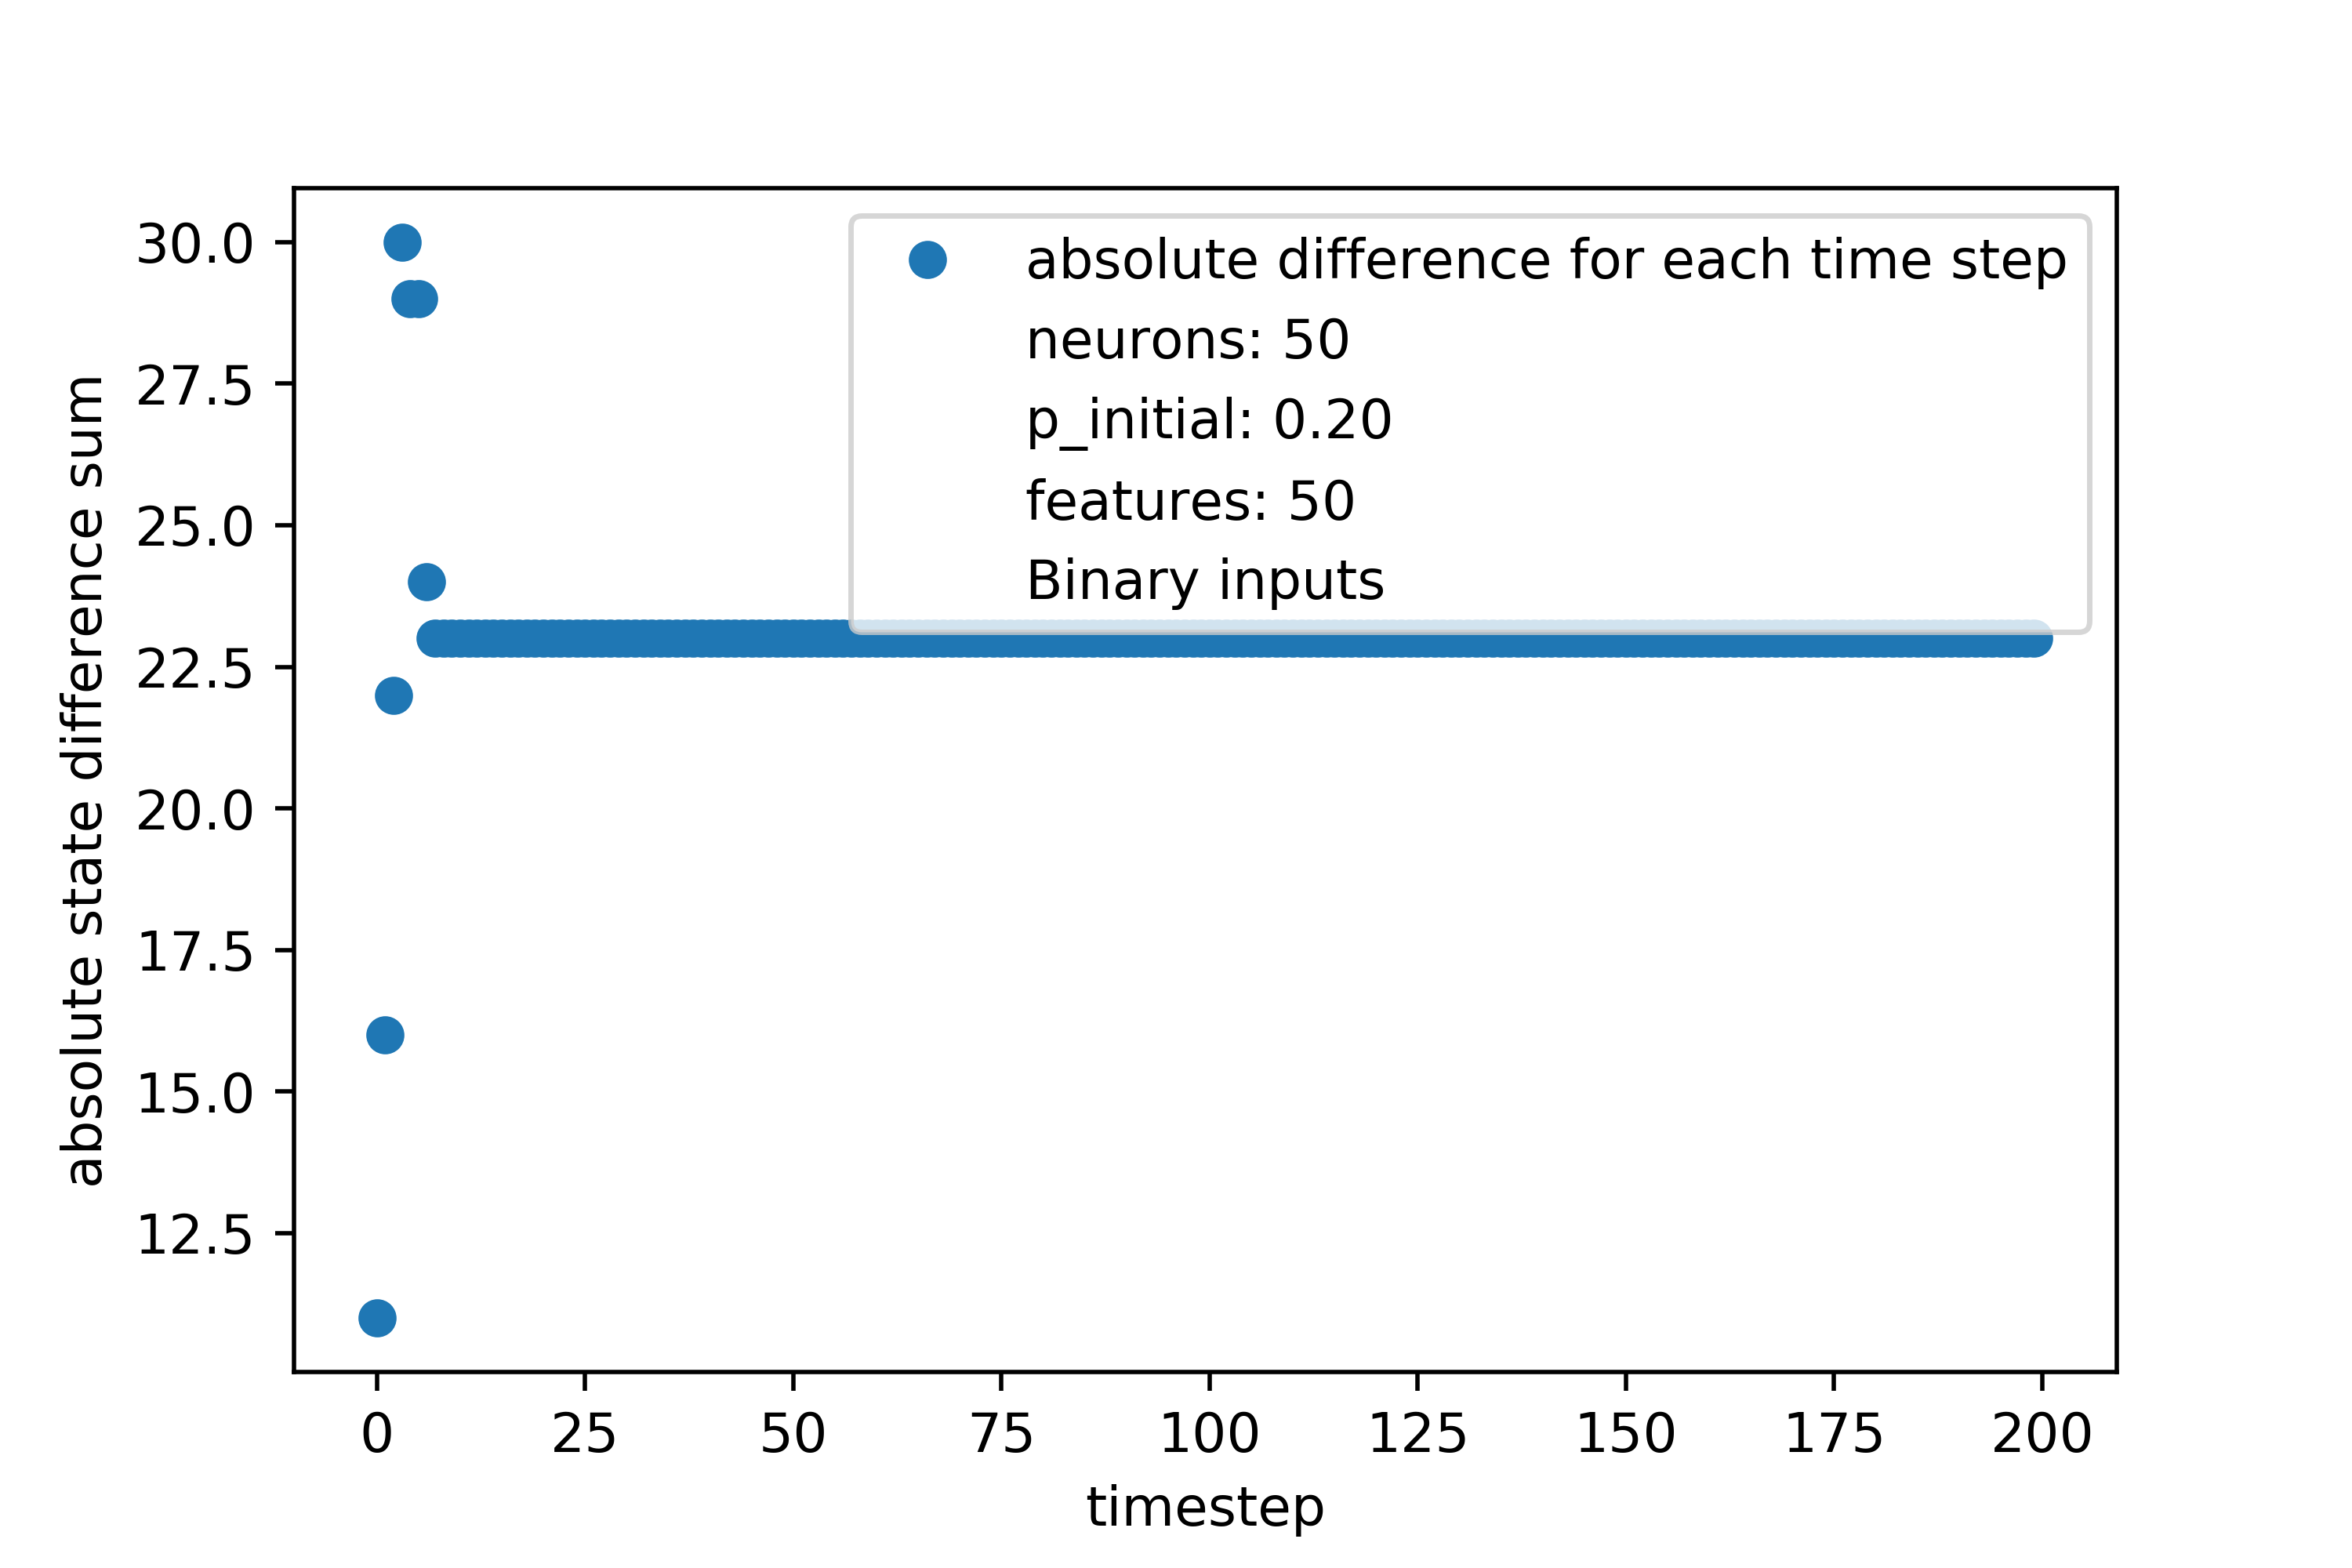 absolute difference for each time step
neurons: 50
p_initial: 0.20
features: 50
Binary inputs
absolute state difference sum
30.0
27.5
25.0
22.5
20.0
17.5
15.0
12.5
0 25 50 75 100 125 150 175 200
timestep